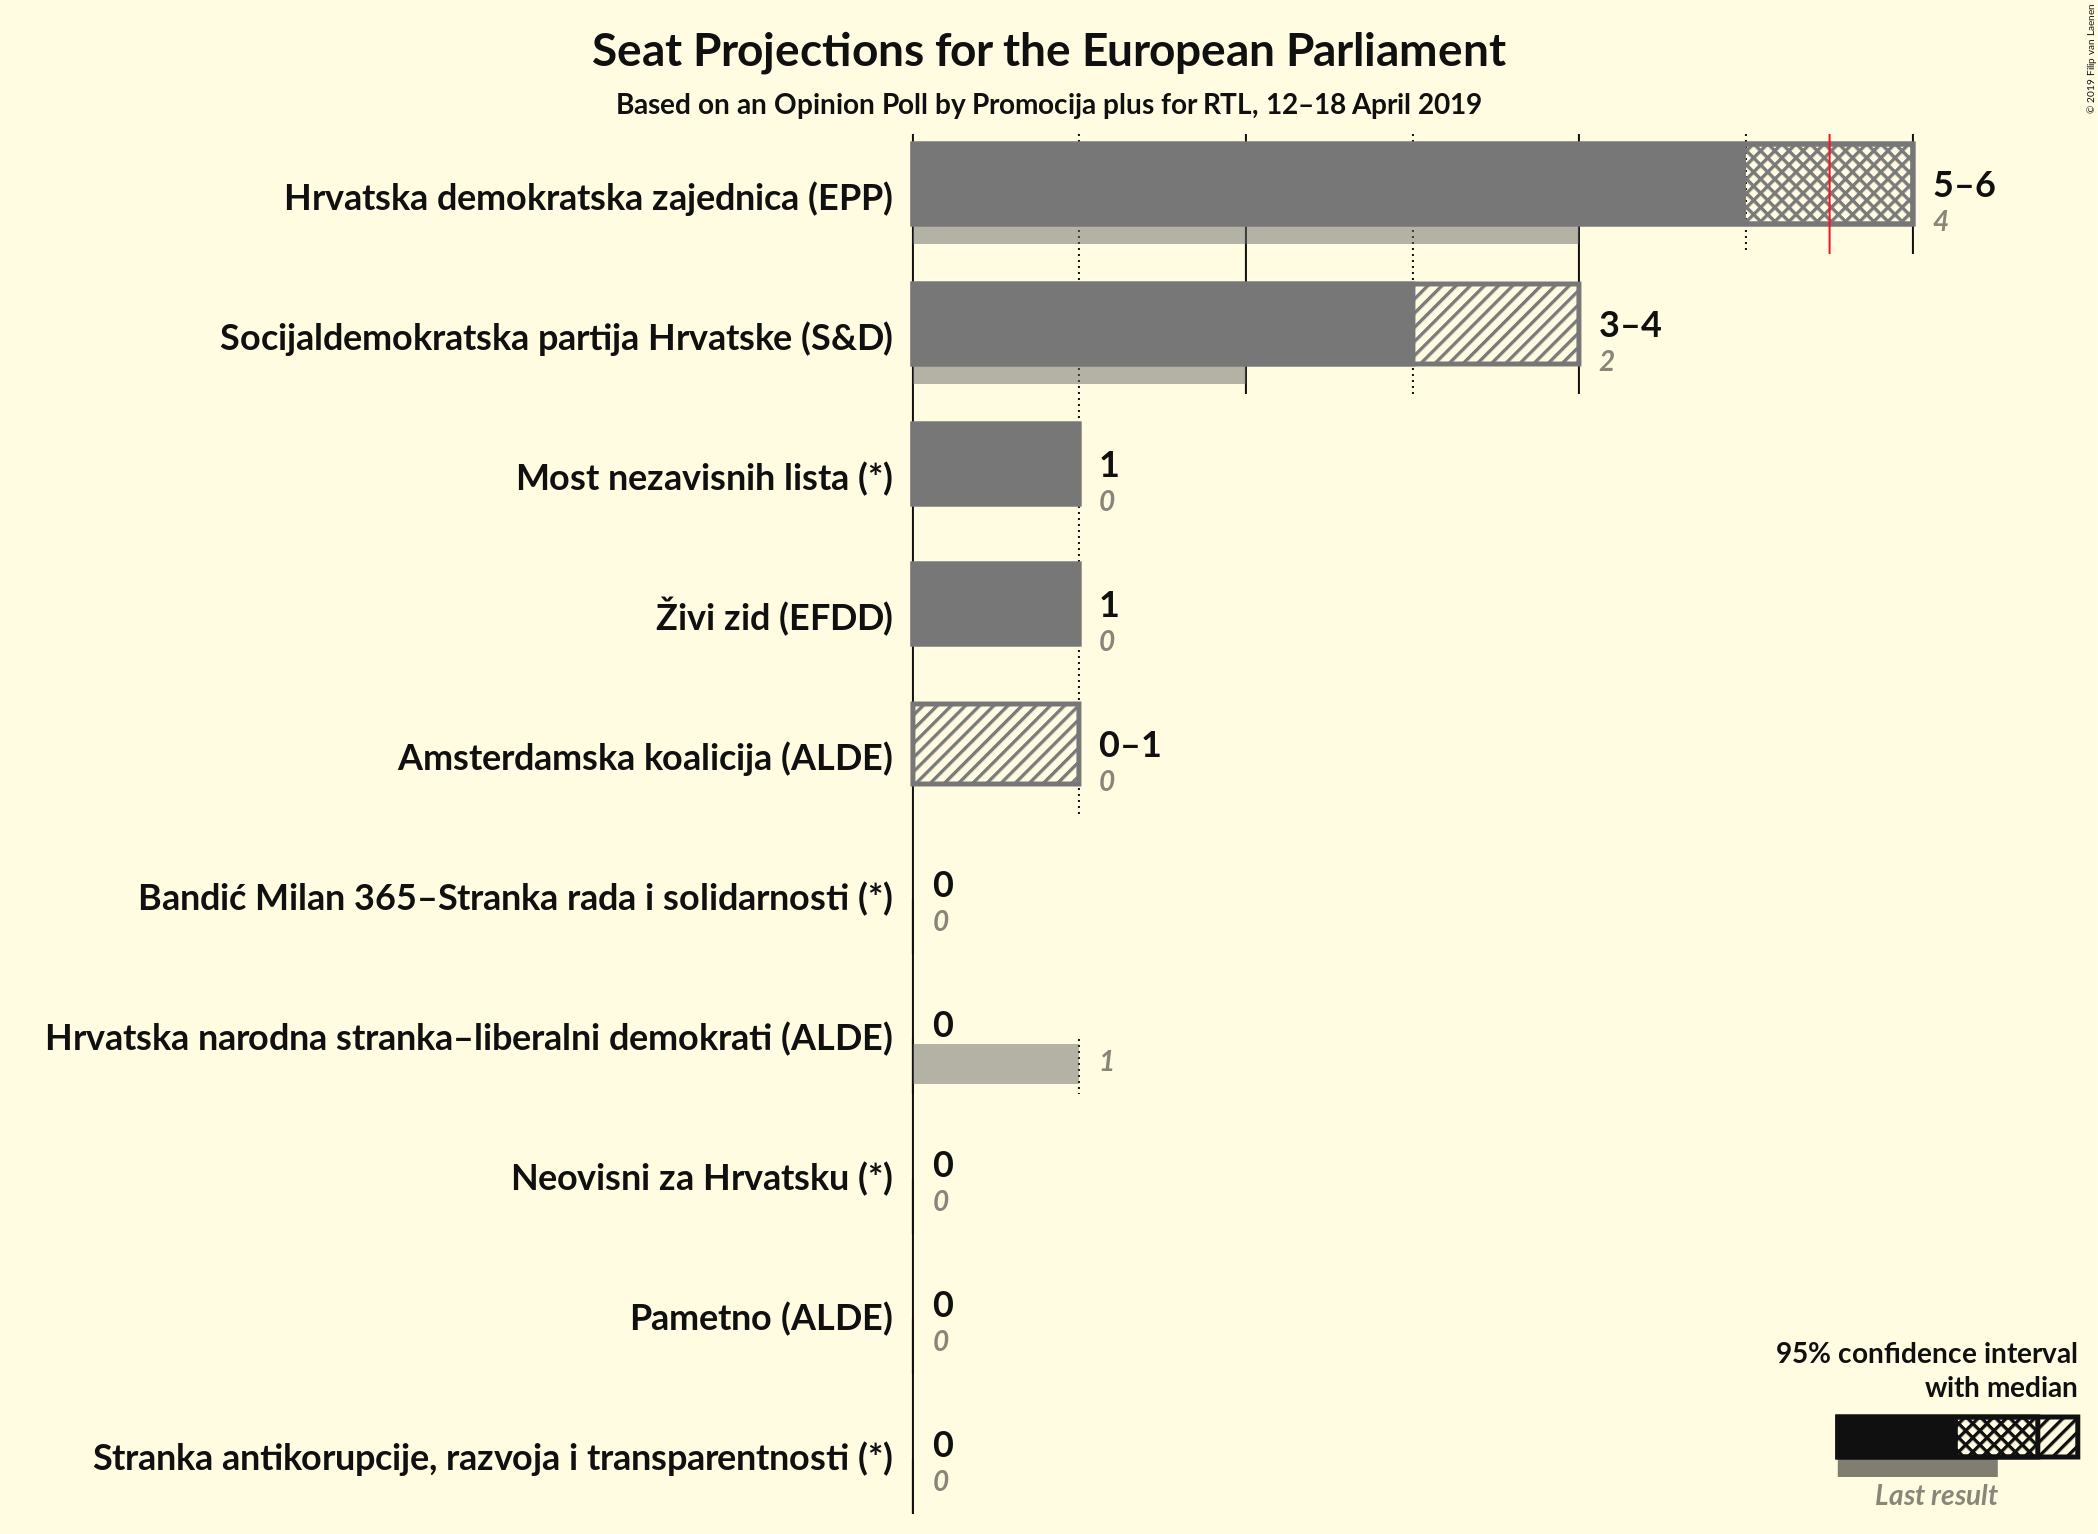 Seat Projections for the European Parliament
Based on an Opinion Poll by Promocija plus for RTL, 12–18 April 2019
© 2019 Filip van Laenen
Hrvatska demokratska zajednica (EPP)
5–6
4
Socijaldemokratska partija Hrvatske (S&D)
3–4
2
Most nezavisnih lista (*)
1
0
Živi zid (EFDD)
1
0
Amsterdamska koalicija (ALDE)
0–1
0
Bandić Milan 365–Stranka rada i solidarnosti (*)
0
0
Hrvatska narodna stranka–liberalni demokrati (ALDE)
0
1
Neovisni za Hrvatsku (*)
0
0
Pametno (ALDE)
0
0
Stranka antikorupcije, razvoja i transparentnosti (*)
0
0
95% confidence interval
with median
Last result